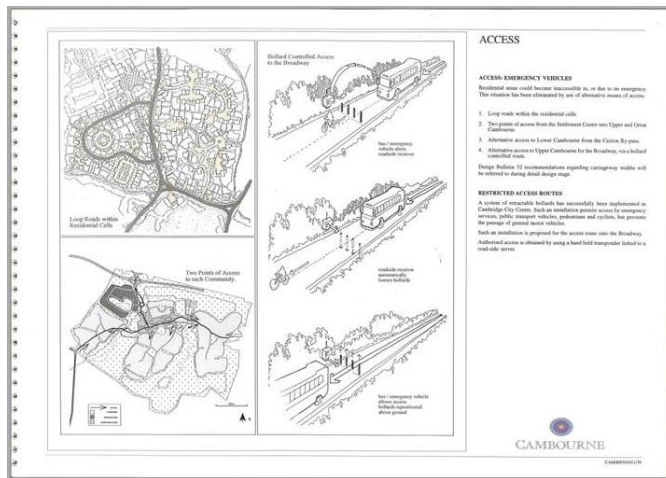 ACCESS
ACCESS: EMERGENCY VEHICLES
Residential areas could become inaccessible in, or due to an emergency.
This situation has been eliminated by use of alternative means of access.
1. Loop roads within the residential cells.
2. Two points of access from the Settlement Centre into Upper and Great
Cambourne.
3. Alternative access to Lower Cambourne from the Caxton By-pass.
4. Alternative access to Upper Cambourne for the Broadway, via a bollard
controlled route.
Design Bulletin 32 recommendations regarding carriageway widths will
be referred to during detail design stage.
RESTRICTED ACCESS ROUTES
A system of retractable bollards has successfully been implemented in
Cambridge City Centre. Such an installation permits access by emergency
services, public transport vehicles, pedestrians and cyclists, but prevents
the passage of general motor vehicles.
Such an installation is proposed for the access route onto the Broadway.
Authorised access is obtained by using a hand held transponder linked to a
road-side server.
Loop Roads within
Residential Cells
Two Points of Access
to each Community.
Bollard Controlled Access
to the Broadway
bus / emergency
vehicle alerts
roadside receiver
roadside receiver
automatically
lowers bollards
bus / emergency vehicle
allows access,
bollards repositioned
above ground
CAMBOURNE